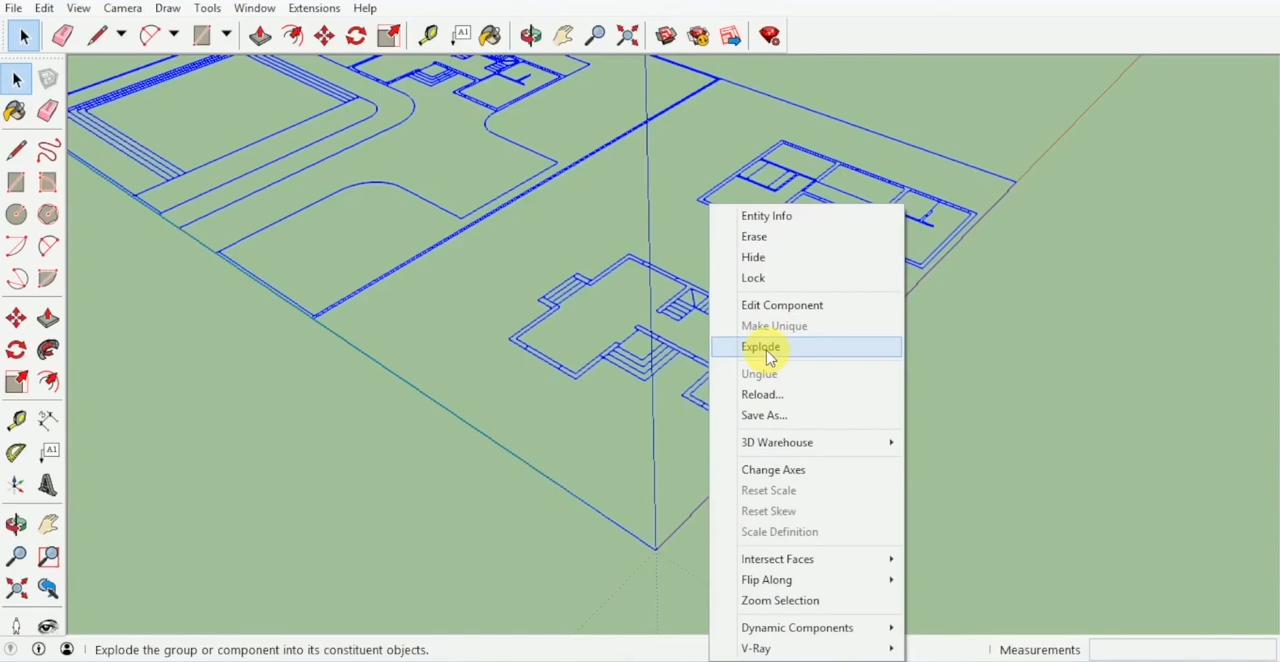 File Edit View Camera Draw Tools Window Extensions Help
A1
A1
Entity Info
Erase
Hide
Lock
Edit Component
Make Unique
Explode
Unglue
Reload...
Save As...
3D Warehouse
Change Axes
Reset Scale
Reset Skew
Scale Definition
Intersect Faces
Flip Along
Zoom Selection
Dynamic Components
V-Ray
Explode the group or component into its constituent objects.
Measurements